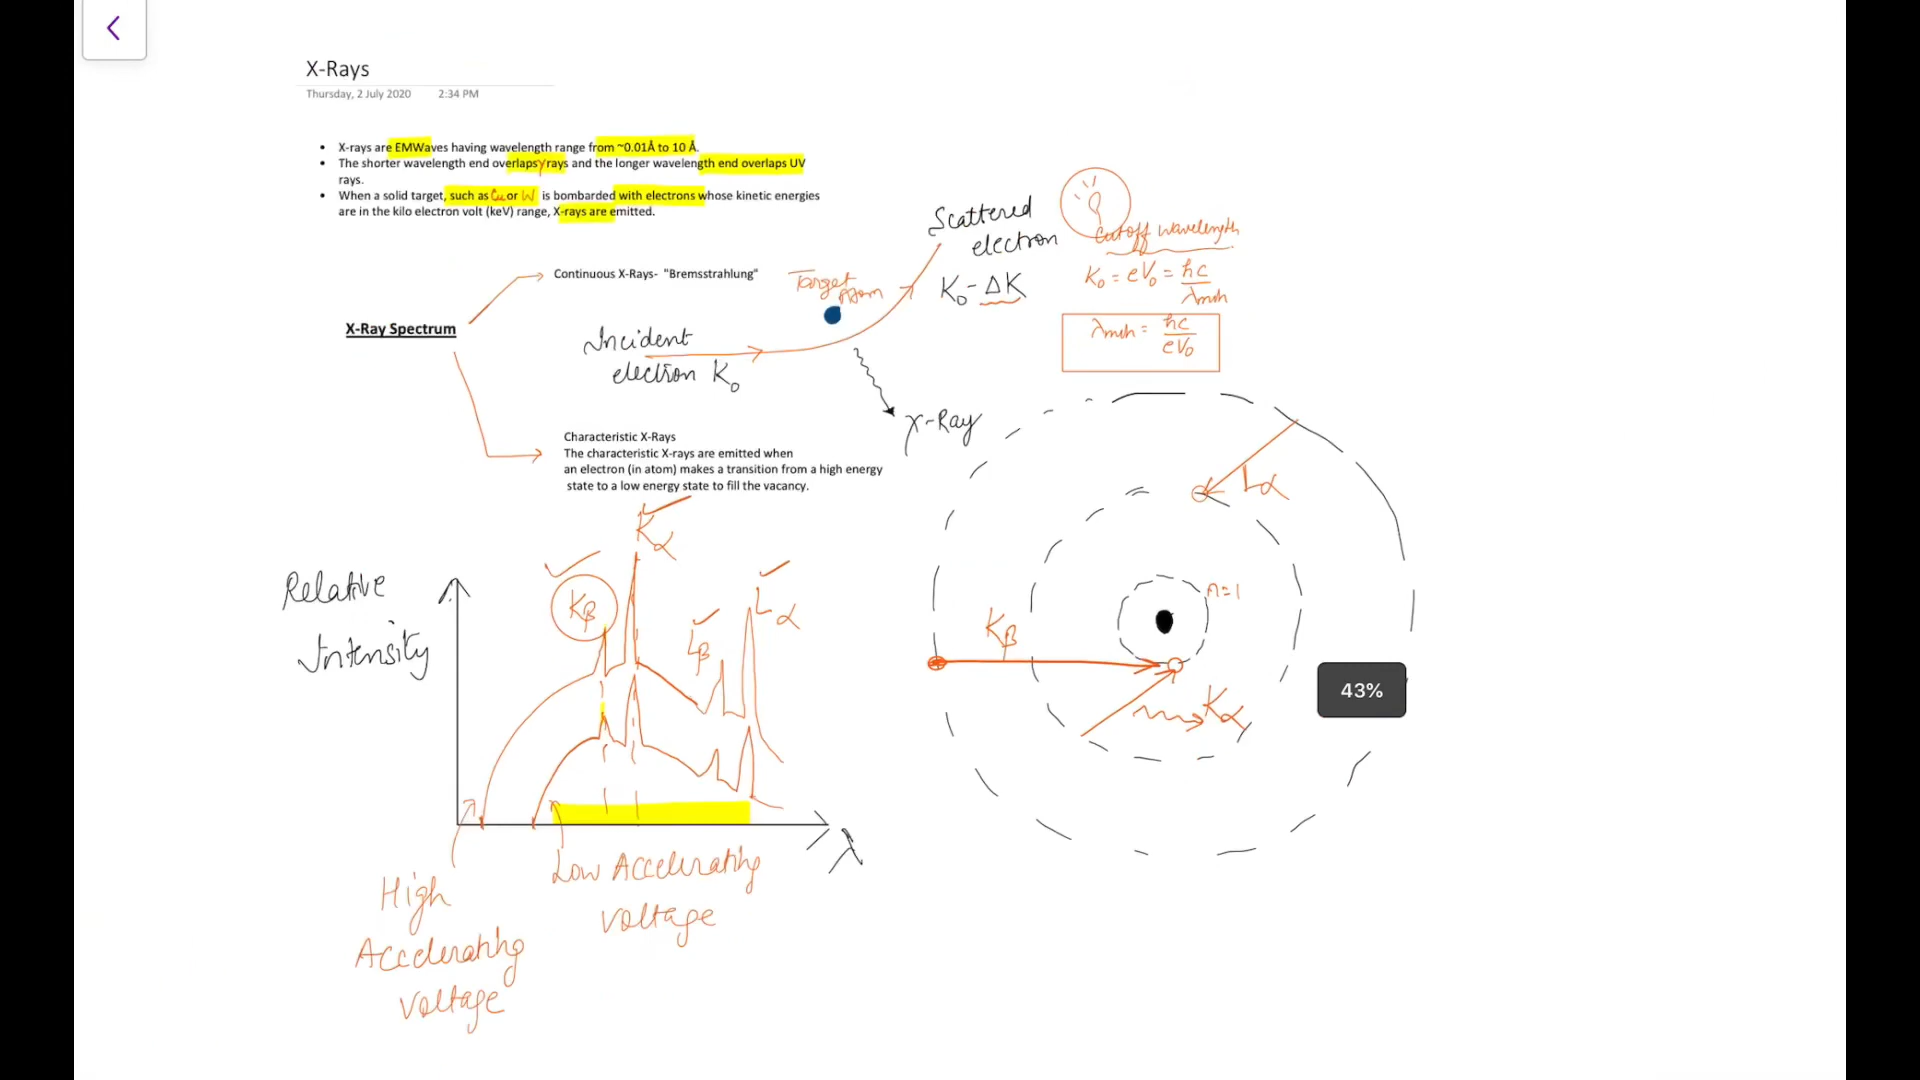 X-Rays
Thursday, 2 July 2020 2:34 PM
• X-rays are EMWaves having wavelength range from ~0.01Å to 10 Å.
• The shorter wavelength end overlaps γ rays and the longer wavelength end overlaps UV
rays.
• When a solid target, such as Cu or W is bombarded with electrons whose kinetic energies
are in the kilo electron volt (keV) range, X-rays are emitted.
X-Ray Spectrum
Continuous X-Rays- "Bremsstrahlung"
Target
Atom
Incident
electron K₀
Scattered
electron
K₀ - ΔK
X-Ray
Cutoff wavelength
K₀ = eV₀ = hc/λmin
λmin = hc/eV₀
Characteristic X-Rays
The characteristic X-rays are emitted when
an electron (in atom) makes a transition from a high energy
state to a low energy state to fill the vacancy.
Relative
Intensity
Kβ
Kα
Lβ
Lα
λ
High
Accelerating
Voltage
Low Accelerating
Voltage
Lα
n=1
Kβ
Kα
43%